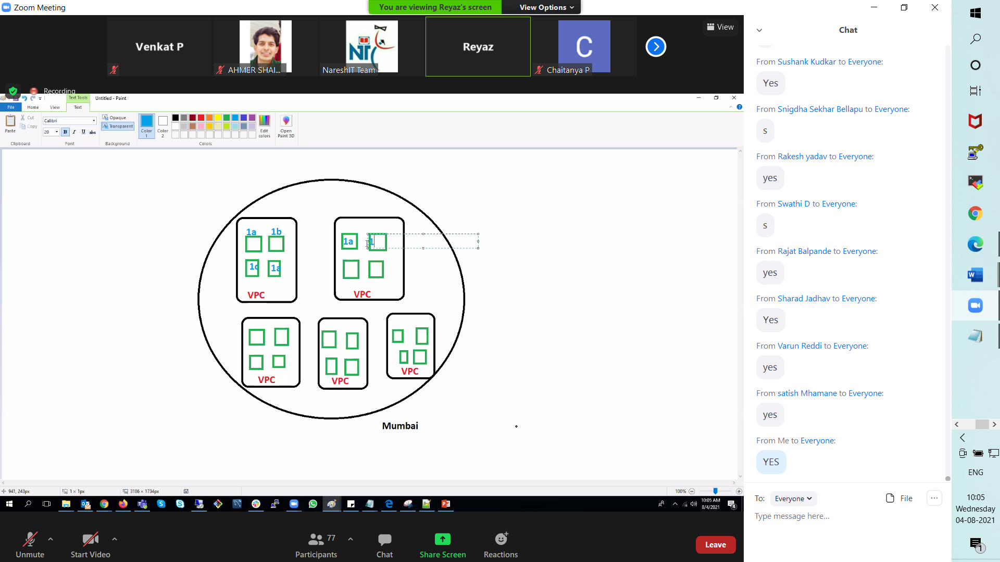 Zoom Meeting
You are viewing Reyaz's screen
View Options
Venkat P
AHMER SHAI...
NTC
NareshIT Team
Reyaz
C
Chaitanya P
View
Recording
Text Tools
Untitled - Paint
File
Home
View
Text
Paste
Cut
Copy
Clipboard
Calibri
20
B I U abc
Font
Opaque
Transparent
Background
Color 1
Color 2
Edit colors
Colors
Open Paint 3D
1a 1b
1c 1a
VPC
1a 1
VPC
VPC
VPC
VPC
Mumbai
941, 243px
1 × 1px
3186 × 1734px
100%
10:05 AM
8/4/2021
4
Unmute
Start Video
77
Participants
Chat
Share Screen
Reactions
Leave
Chat
From Sushank Kudkar to Everyone:
Yes
From Snigdha Sekhar Bellapu to Everyone:
s
From Rakesh yadav to Everyone:
yes
From Swathi D to Everyone:
s
From Rajat Balpande to Everyone:
yes
From Sharad Jadhav to Everyone:
Yes
From Varun Reddi to Everyone:
yes
From satish Mhamane to Everyone:
yes
From Me to Everyone:
YES
To: Everyone
File
Type message here...
ENG
10:05
Wednesday
04-08-2021
1